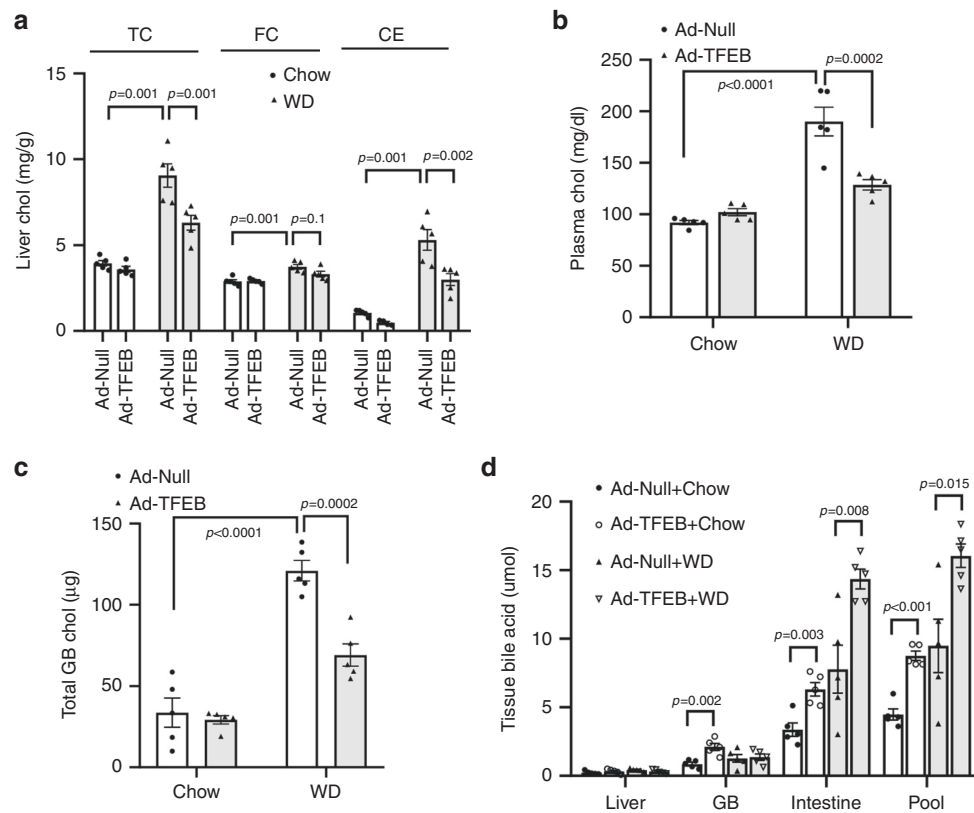 a
TC FC CE
Chow
WD
15
10
5
0
Liver chol (mg/g)
p=0.001 p=0.001
p=0.001 p=0.1
p=0.001 p=0.002
Ad-Null
Ad-TFEB
Ad-Null
Ad-TFEB
Ad-Null
Ad-TFEB
Ad-Null
Ad-TFEB
Ad-Null
Ad-TFEB
Ad-Null
Ad-TFEB
b
Ad-Null
Ad-TFEB
250
200
150
100
50
0
Plasma chol (mg/dl)
p<0.0001
p=0.0002
Chow WD
c
Ad-Null
Ad-TFEB
150
100
50
0
Total GB chol (μg)
p<0.0001
p=0.0002
Chow WD
d
Ad-Null+Chow
Ad-TFEB+Chow
Ad-Null+WD
Ad-TFEB+WD
20
15
10
5
0
Tissue bile acid (umol)
p=0.002
p=0.003
p=0.008
p<0.001
p=0.015
Liver GB Intestine Pool